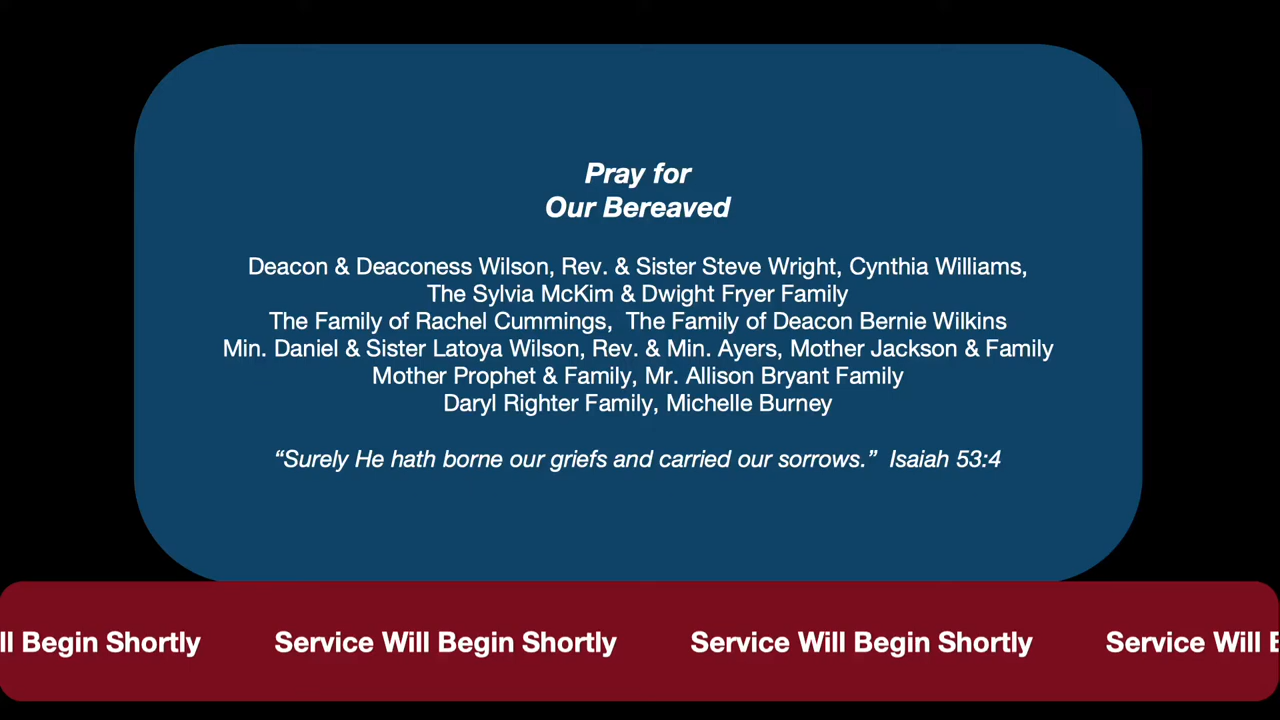 Pray for
Our Bereaved
Deacon & Deaconess Wilson, Rev. & Sister Steve Wright, Cynthia Williams,
The Sylvia McKim & Dwight Fryer Family
The Family of Rachel Cummings,  The Family of Deacon Bernie Wilkins
Min. Daniel & Sister Latoya Wilson, Rev. & Min. Ayers, Mother Jackson & Family
Mother Prophet & Family, Mr. Allison Bryant Family
Daryl Righter Family, Michelle Burney
“Surely He hath borne our griefs and carried our sorrows.”  Isaiah 53:4
ll Begin Shortly Service Will Begin Shortly Service Will Begin Shortly Service Will